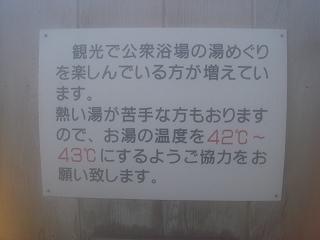 観光で公衆浴場の湯めぐり
を楽しんでいる方が増えてい
ます。
熱い湯が苦手な方もおります
ので、お湯の温度を42℃～
43℃にするようご協力をお
願い致します。